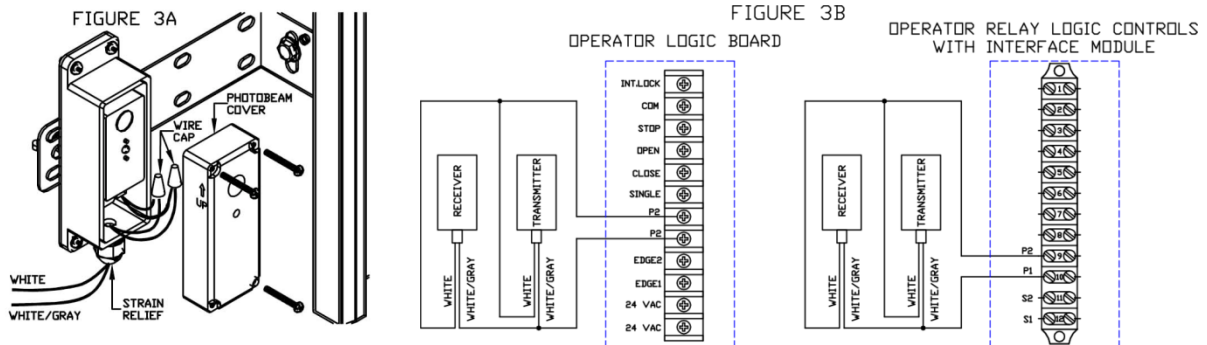 FIGURE 3A
PHOTOBEAM
COVER
WIRE
CAP
UP
WHITE
WHITE/GRAY
STRAIN
RELIEF
FIGURE 3B
OPERATOR LOGIC BOARD
INT.LOCK
COM
STOP
OPEN
CLOSE
SINGLE
P2
P2
EDGE2
EDGE1
24 VAC
24 VAC
RECEIVER
TRANSMITTER
WHITE
WHITE/GRAY
WHITE
WHITE/GRAY
OPERATOR RELAY LOGIC CONTROLS
WITH INTERFACE MODULE
1
2
3
4
5
6
7
8
P2 9
P1 10
S2 11
S1 12
RECEIVER
TRANSMITTER
WHITE
WHITE/GRAY
WHITE
WHITE/GRAY